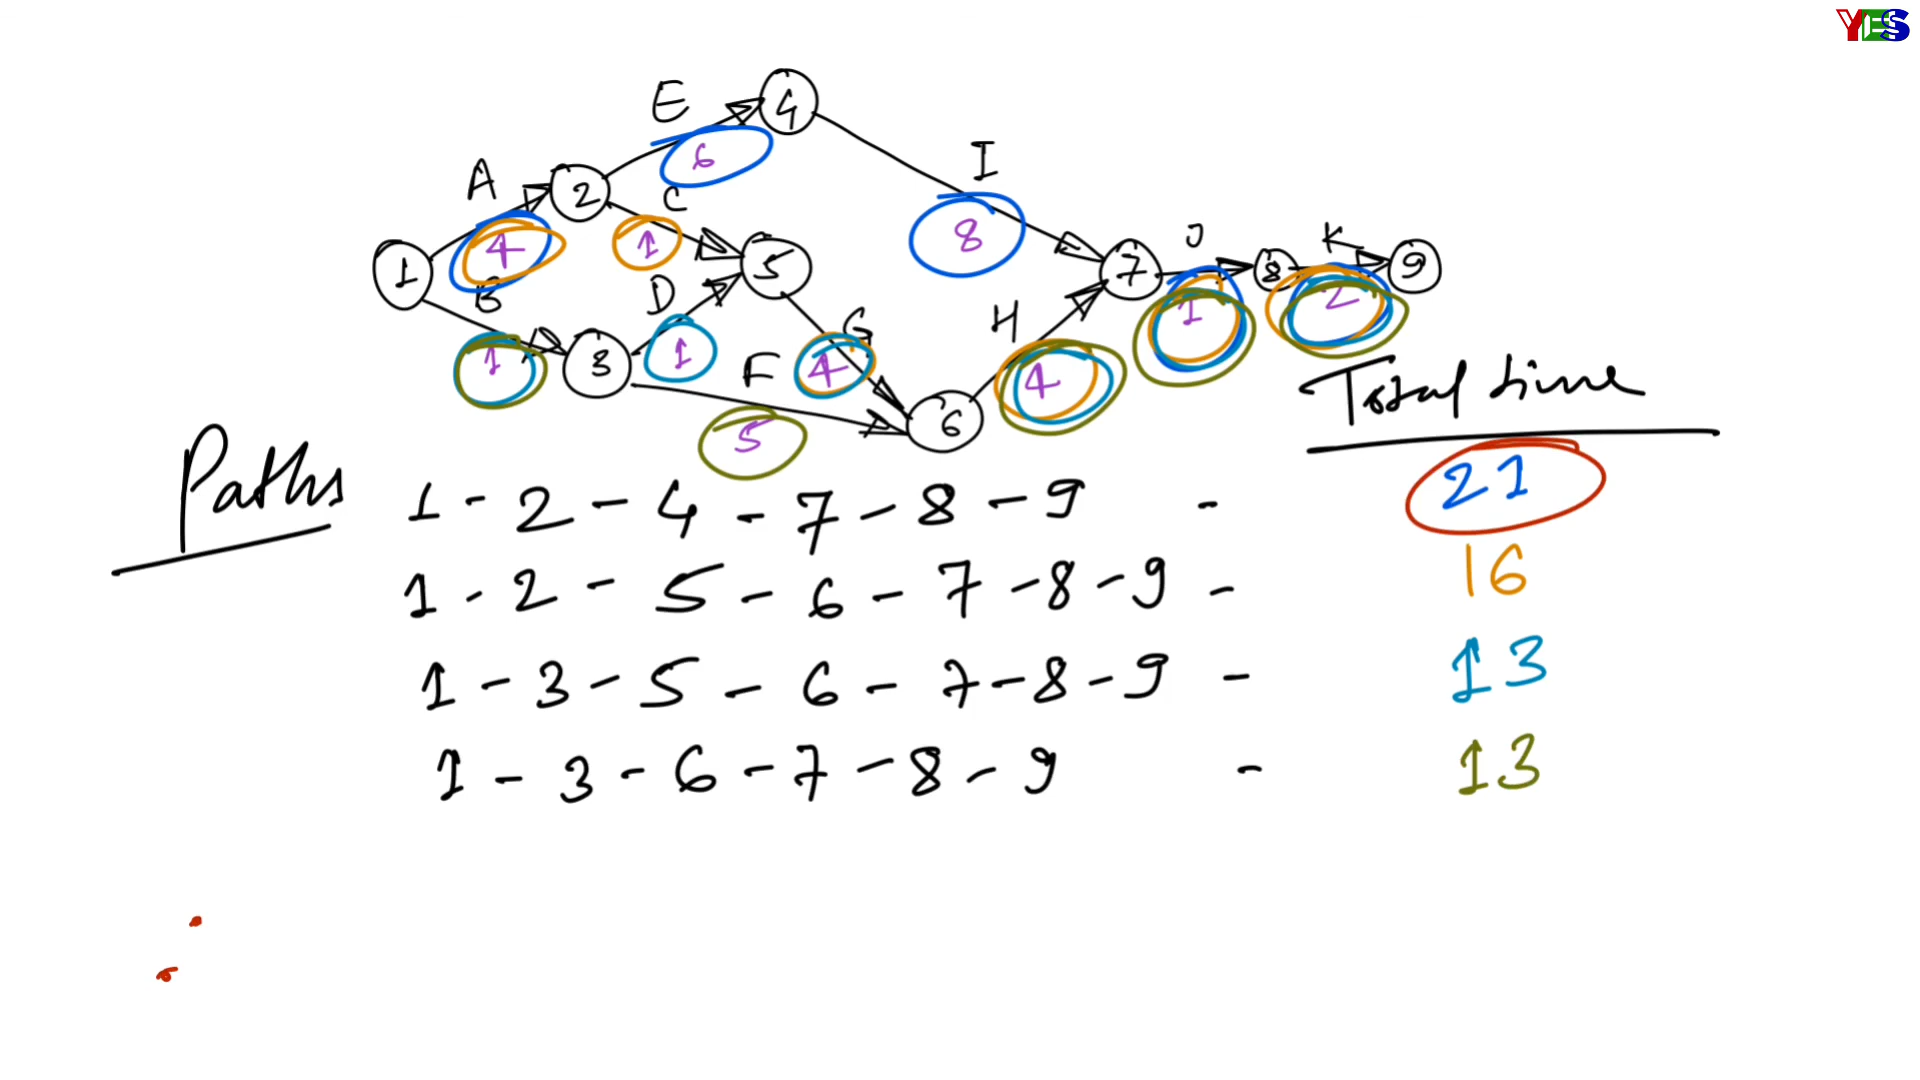 YES
E
4
6
I
A
2
C
4
1
8
J
K
1
5
7
8
9
B
D
H
1
2
1
3
1
F
G
4
4
5
6
Total time
Paths
1 - 2 - 4 - 7 - 8 - 9 - 21
1 - 2 - 5 - 6 - 7 - 8 - 9 - 16
1 - 3 - 5 - 6 - 7 - 8 - 9 - 13
1 - 3 - 6 - 7 - 8 - 9 - 13